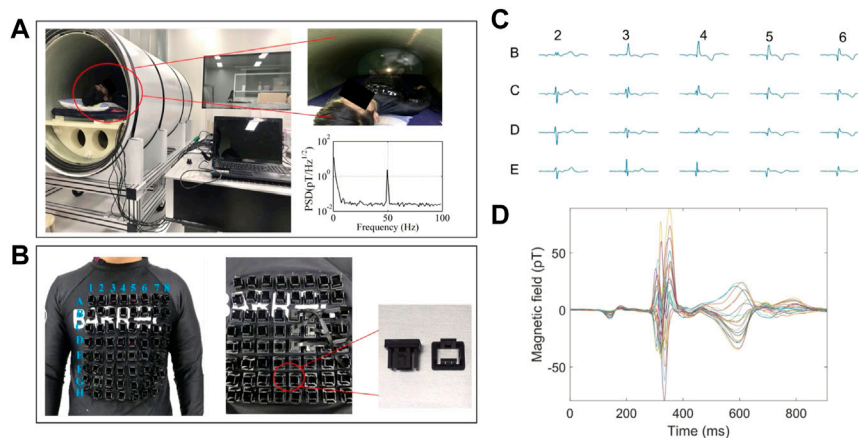 A
PSD(pT/Hz1/2)
10²
10⁰
10⁻²
0 50 100
Frequency (Hz)
B
1 2 3 4 5 6 7 8
A
B
D
E
F
G
H
C
2 3 4 5 6
B
C
D
E
D
Magnetic field (pT)
50
0
-50
0 200 400 600 800
Time (ms)